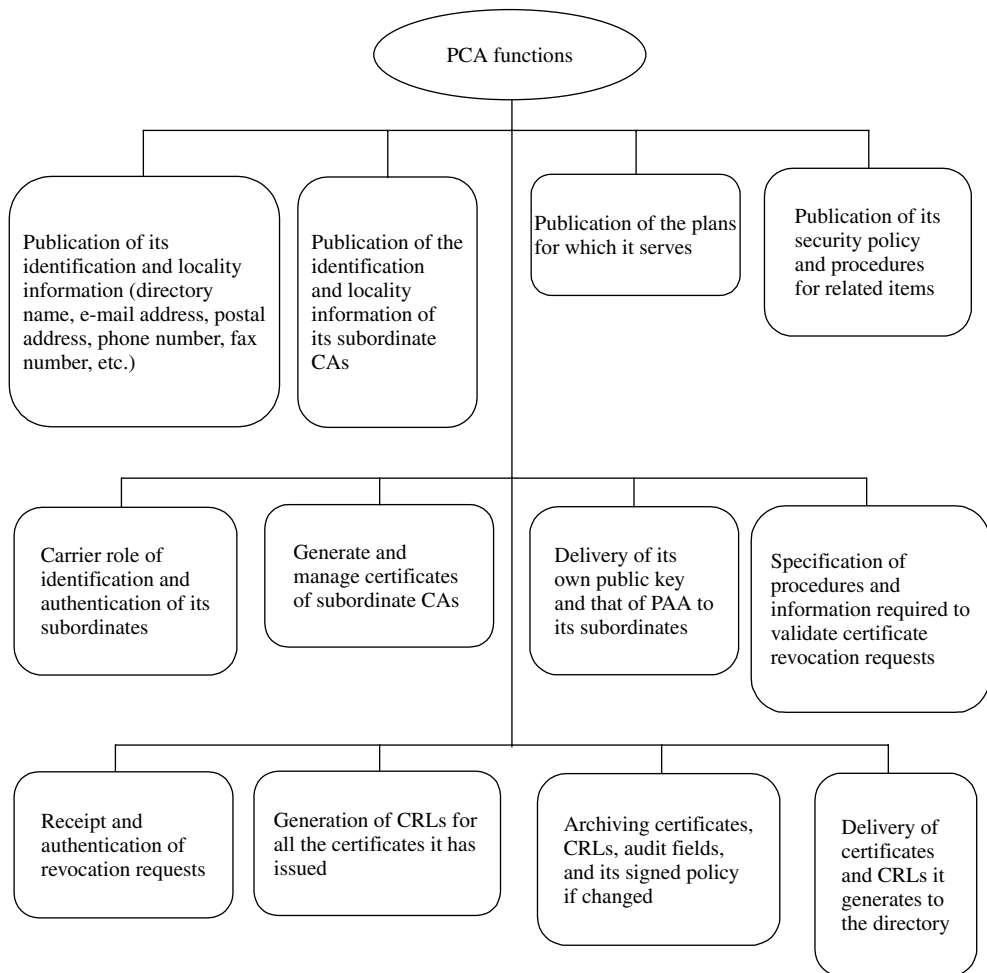 PCA functions
Publication of its
identification and locality
information (directory
name, e-mail address, postal
address, phone number, fax
number, etc.)
Publication of the
identification
and locality
information of
its subordinate
CAs
Publication of the plans
for which it serves
Publication of its
security policy
and procedures
for related items
Carrier role of
identification and
authentication of its
subordinates
Generate and
manage certificates
of subordinate CAs
Delivery of its
own public key
and that of PAA to
its subordinates
Specification of
procedures and
information required to
validate certificate
revocation requests
Receipt and
authentication of
revocation requests
Generation of CRLs for
all the certificates it has
issued
Archiving certificates,
CRLs, audit fields,
and its signed policy
if changed
Delivery of
certificates
and CRLs it
generates to
the directory